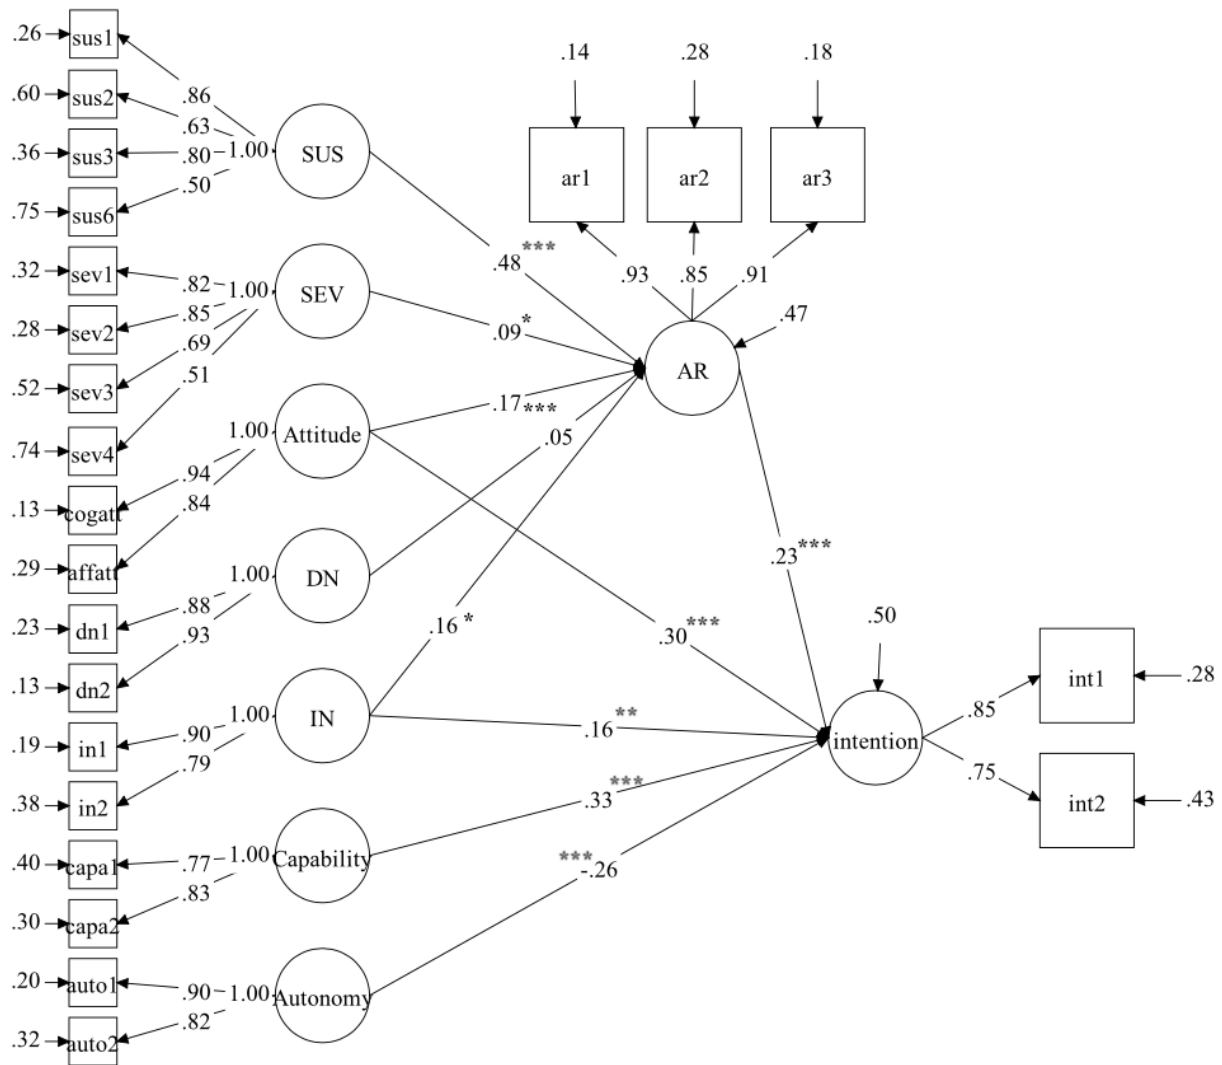 .26 sus1
.86
.60 sus2
.63
.36 sus3
.80 1.00 SUS
.75 sus6
.50
.32 sev1
.82 1.00 SEV
.28 sev2
.85
.52 sev3
.69
.74 sev4
.51
.13 cogatt
.94 1.00 Attitude
.29 affatt
.84
.23 dn1
.88 1.00 DN
.13 dn2
.93
.19 in1
.90 1.00 IN
.38 in2
.79
.40 capa1
.77 1.00 Capability
.30 capa2
.83
.20 auto1
.90 1.00 Autonomy
.32 auto2
.82
.14 .28 .18
ar1 ar2 ar3
.93 .85 .91
.47
AR
.48***
.09*
.17***
.05
.16*
.23***
.30***
.16**
.33***
***-.26
.50
intention
.85 int1 .28
.75 int2 .43